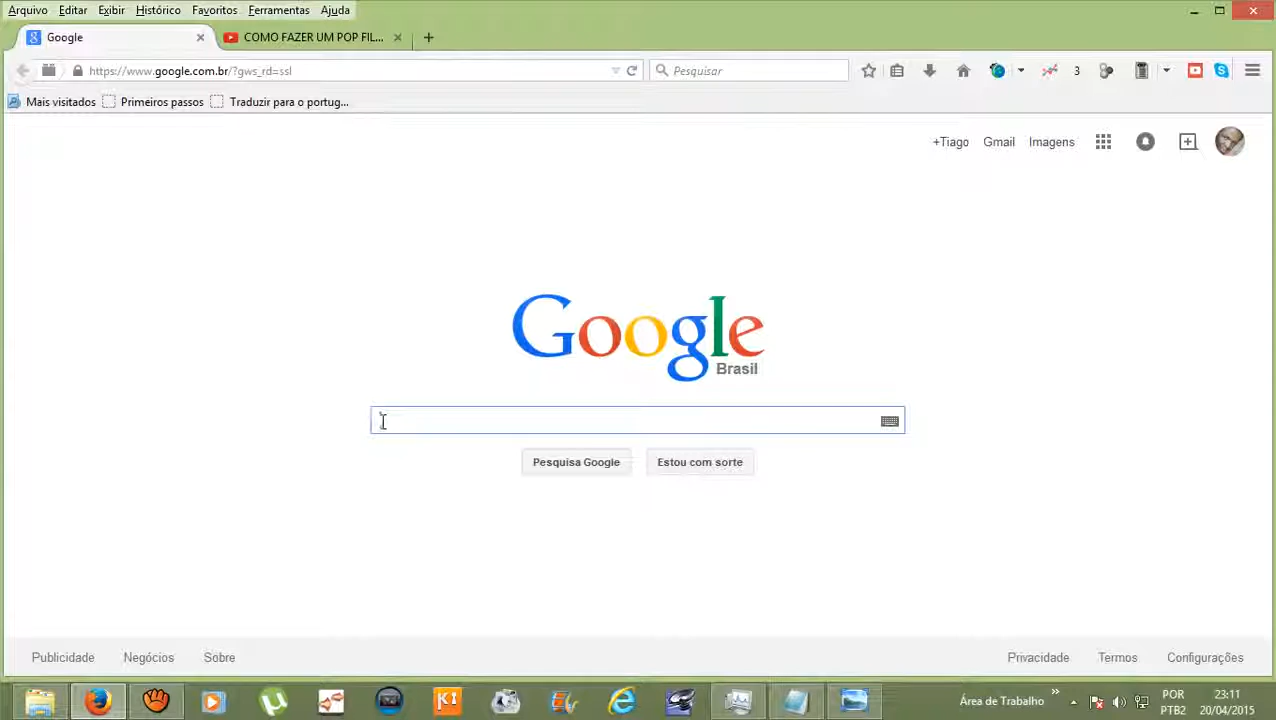 Arquivo Editar Exibir Histórico Favoritos Ferramentas Ajuda
Google COMO FAZER UM POP FIL...
https://www.google.com.br/?gws_rd=ssl Pesquisar 3
Mais visitados Primeiros passos Traduzir para o portug...
+Tiago Gmail Imagens
Google
Brasil
Pesquisa Google Estou com sorte
Publicidade Negócios Sobre Privacidade Termos Configurações
K1
Área de Trabalho POR 23:11
PTB2 20/04/2015